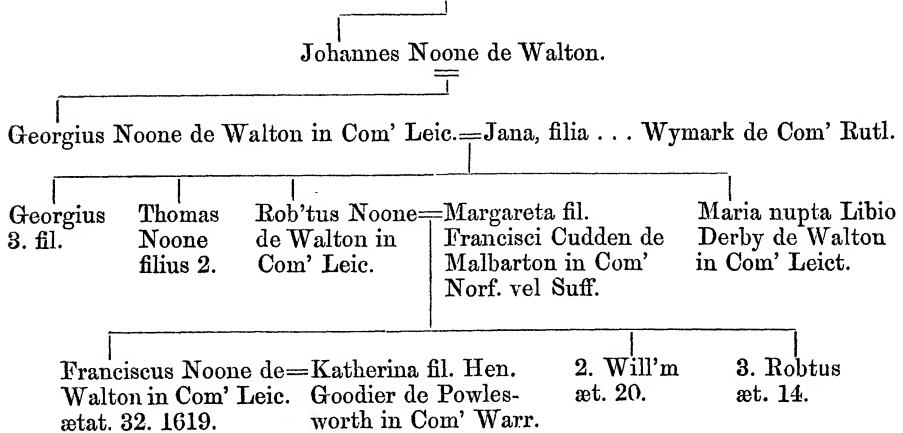 Johannes Noone de Walton.
Georgius Noone de Walton in Com' Leic.=Jana, filia . . . Wymark de Com' Rutl.
Georgius
3. fil.
Thomas
Noone
filius 2.
Rob'tus Noone=Margareta fil.
de Walton in
Com' Leic.
Francisci Cudden de
Malbarton in Com'
Norf. vel Suff.
Maria nupta Libio
Derby de Walton
in Com' Leict.
Franciscus Noone de=Katherina fil. Hen.
Walton in Com' Leic.
ætat. 32. 1619.
Goodier de Powles-
worth in Com' Warr.
2. Will'm
æt. 20.
3. Robtus
æt. 14.